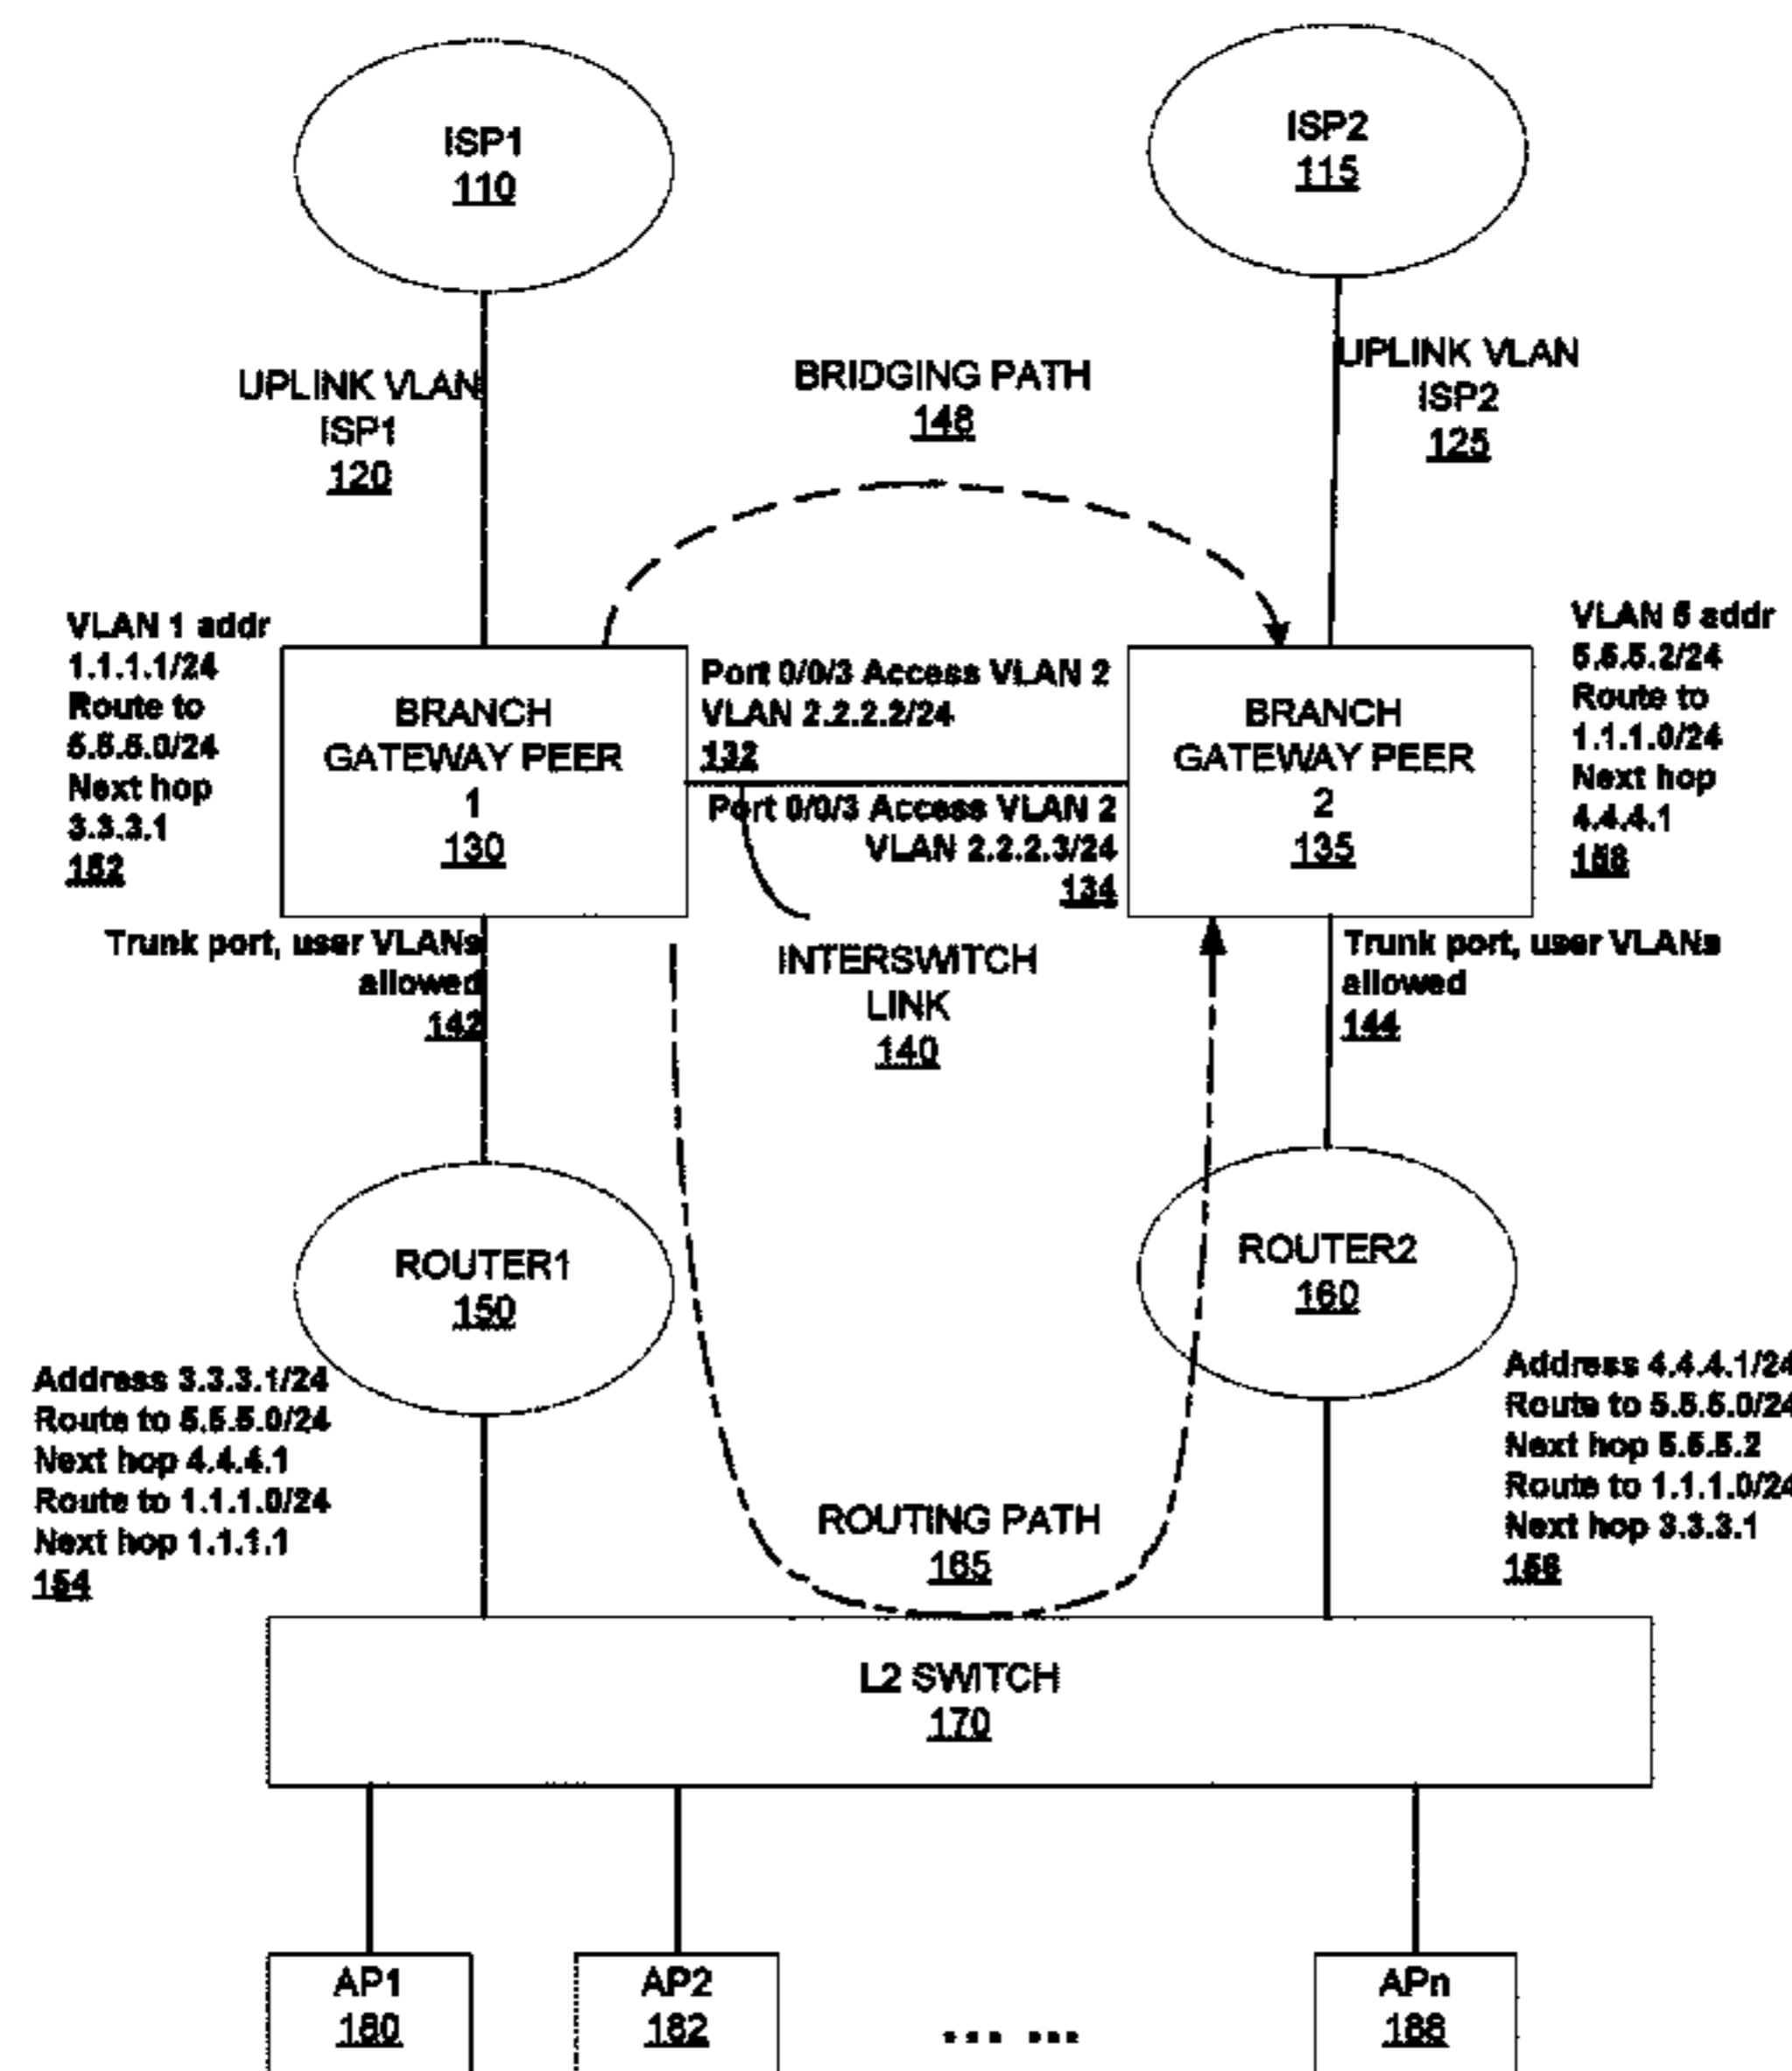 ISP1
110
ISP2
115
UPLINK VLAN
ISP1
120
BRIDGING PATH
146
UPLINK VLAN
ISP2
125
VLAN 1 addr
1.1.1.1/24
Route to
5.5.5.0/24
Next hop
3.3.3.1
152
BRANCH
GATEWAY PEER
1
130
Port 0/0/3 Access VLAN 2
VLAN 2.2.2.2/24
132
Port 0/0/3 Access VLAN 2
VLAN 2.2.2.3/24
134
BRANCH
GATEWAY PEER
2
135
VLAN 5 addr
5.5.5.2/24
Route to
1.1.1.0/24
Next hop
4.4.4.1
158
Trunk port, user VLANs
allowed
142
INTERSWITCH
LINK
140
Trunk port, user VLANs
allowed
144
ROUTER1
150
ROUTER2
160
Address 3.3.3.1/24
Route to 5.5.5.0/24
Next hop 4.4.4.1
Route to 1.1.1.0/24
Next hop 1.1.1.1
154
ROUTING PATH
165
Address 4.4.4.1/24
Route to 5.5.5.0/24
Next hop 5.5.5.2
Route to 1.1.1.0/24
Next hop 3.3.3.1
156
L2 SWITCH
170
AP1
180
AP2
182
... ...
APn
188